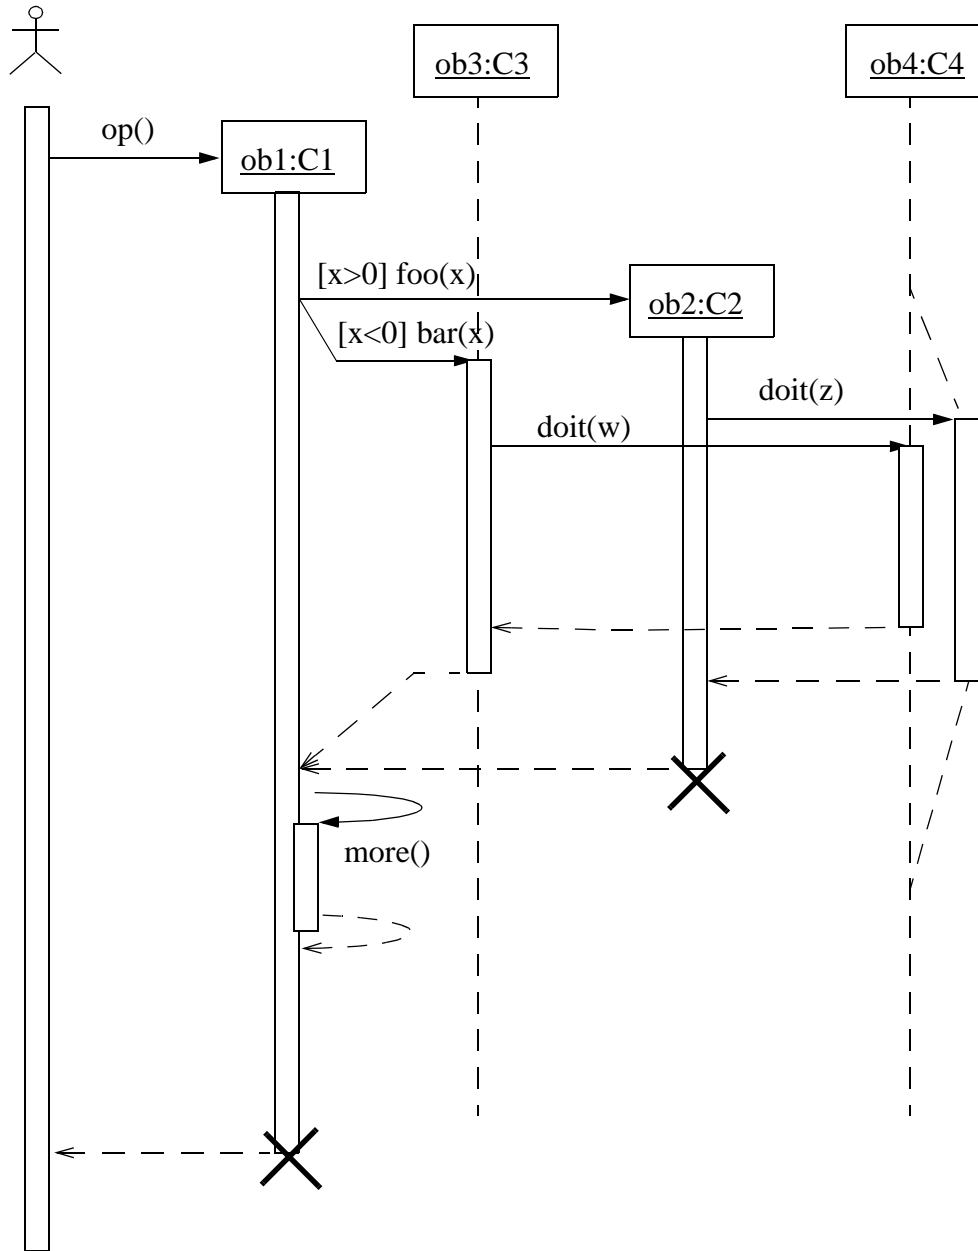 ob3:C3
ob4:C4
op()
ob1:C1
[x>0] foo(x)
ob2:C2
[x<0] bar(x)
doit(z)
doit(w)
more()